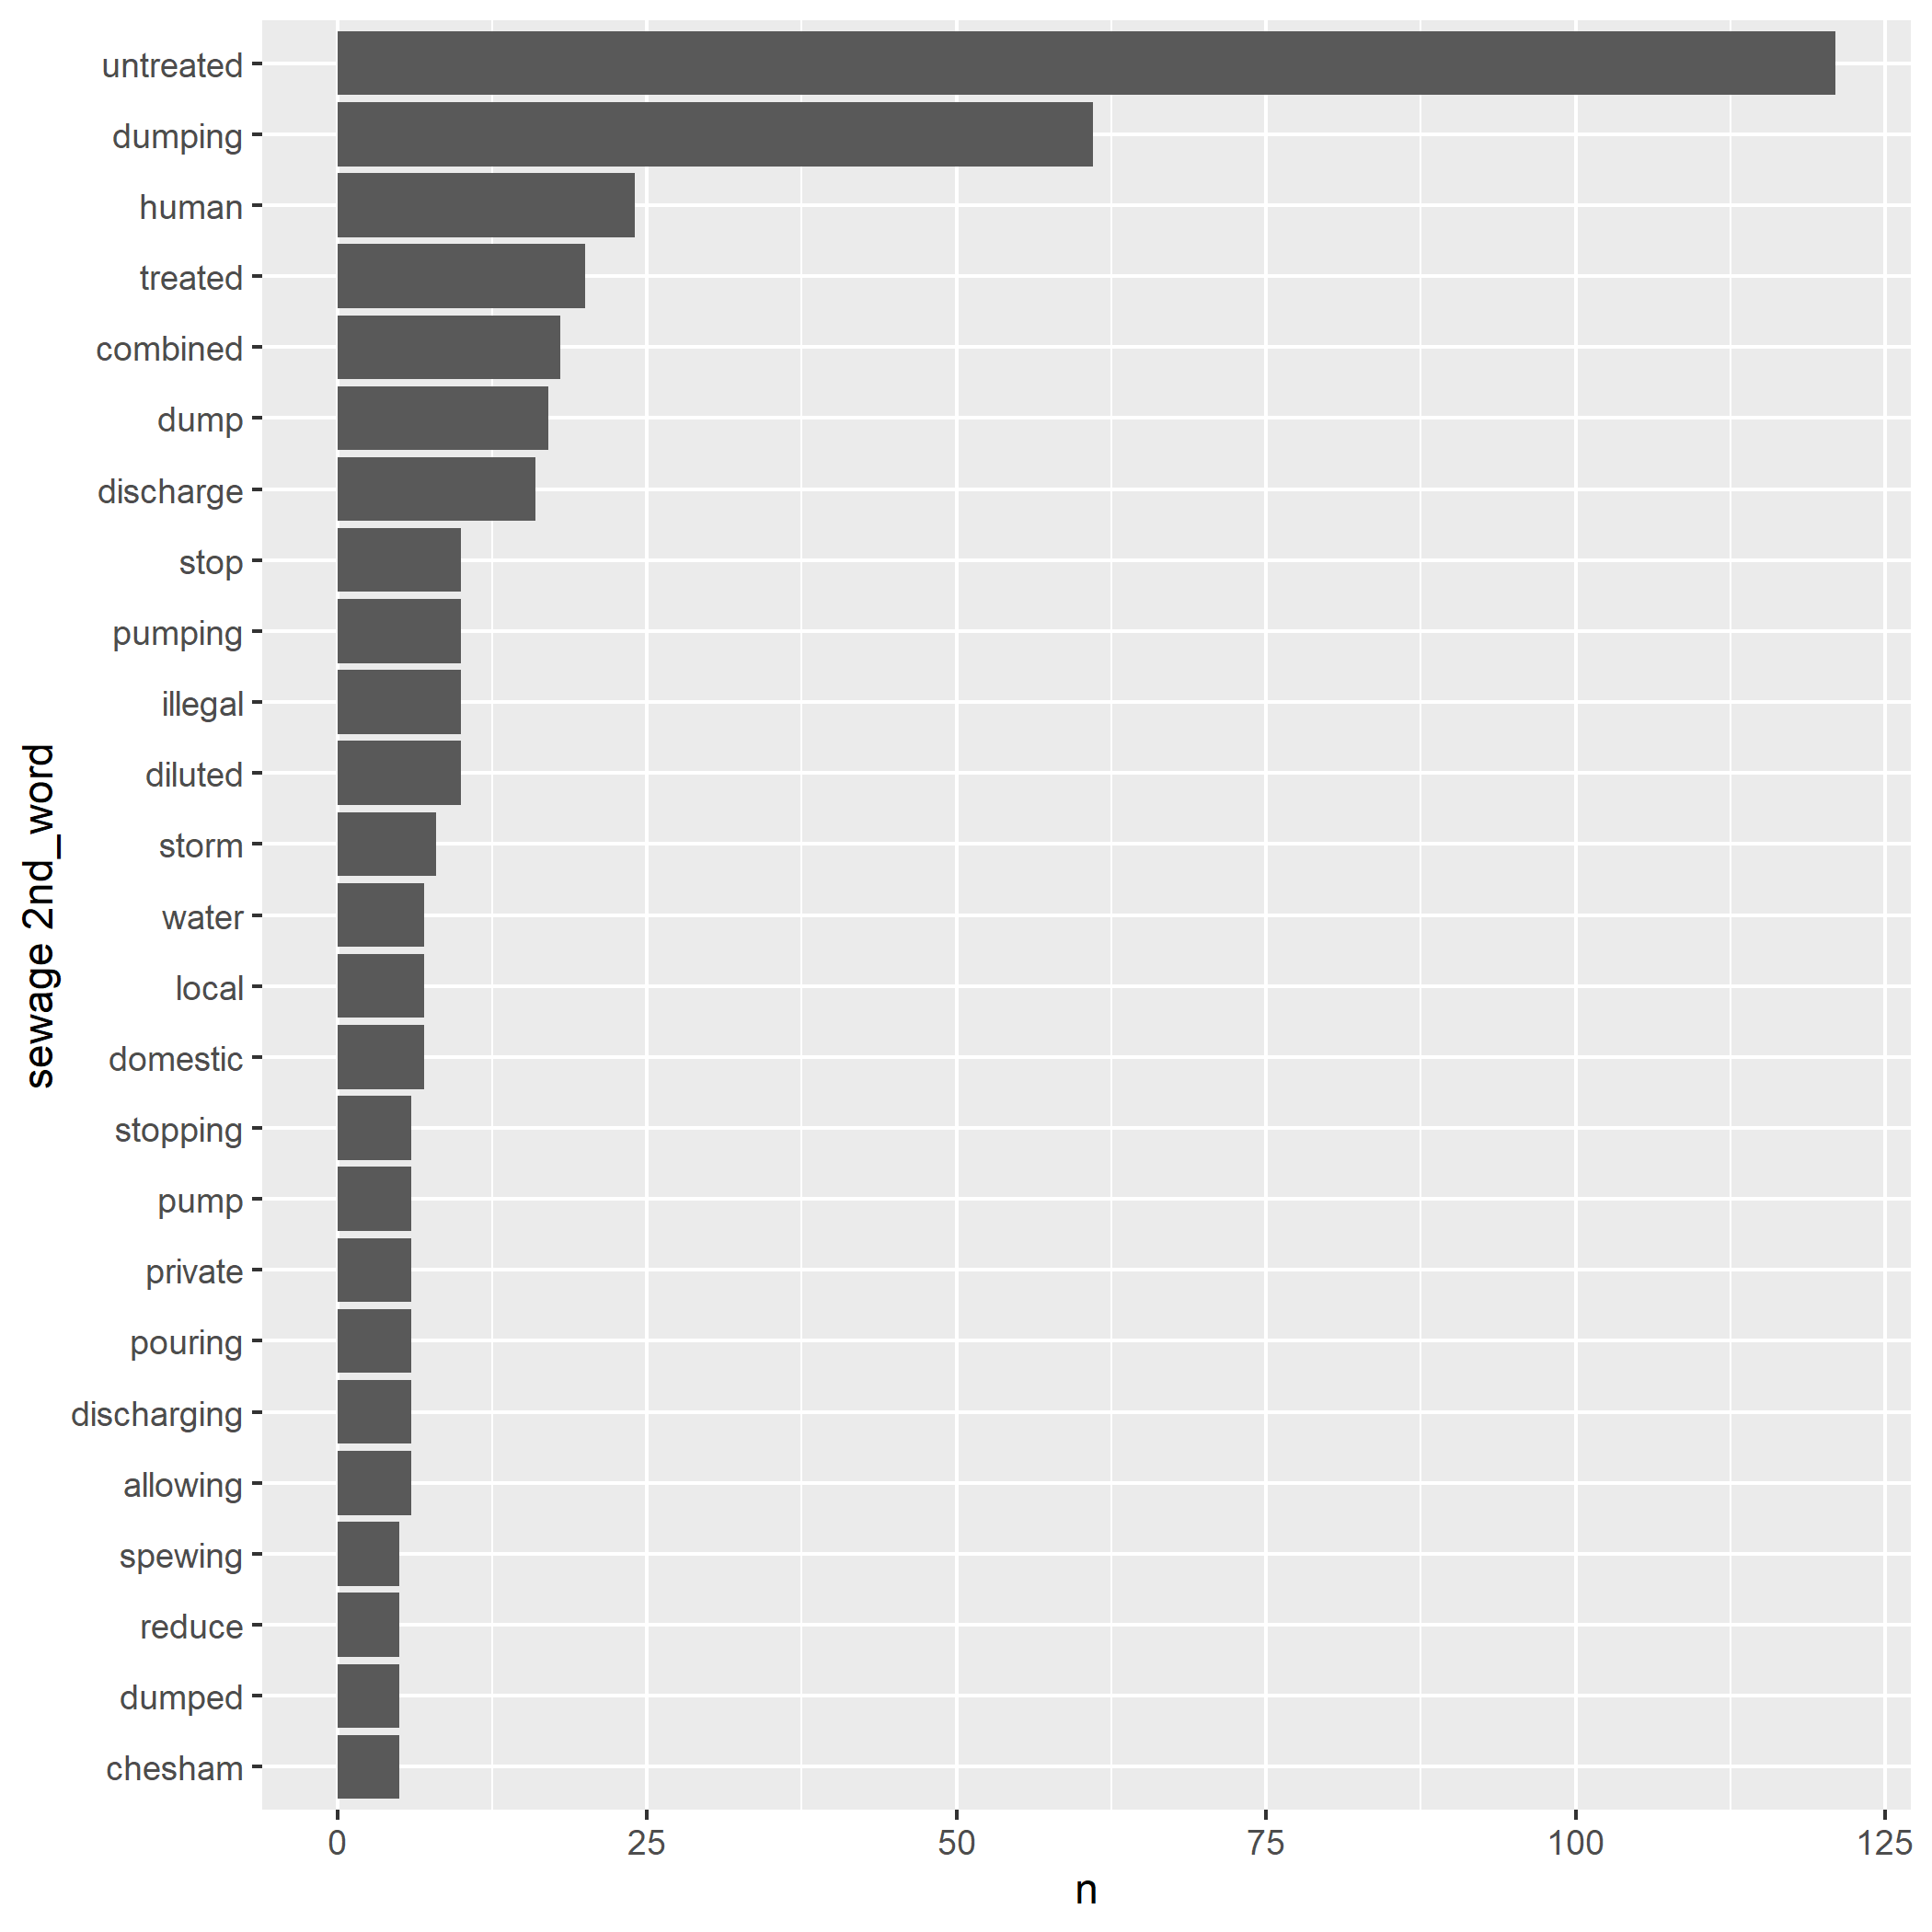 untreated
dumping
human
treated
combined
dump
discharge
stop
pumping
illegal
diluted
storm
water
local
domestic
stopping
pump
private
pouring
discharging
allowing
spewing
reduce
dumped
chesham
sewage 2nd_word
0 25 50 75 100 125
n